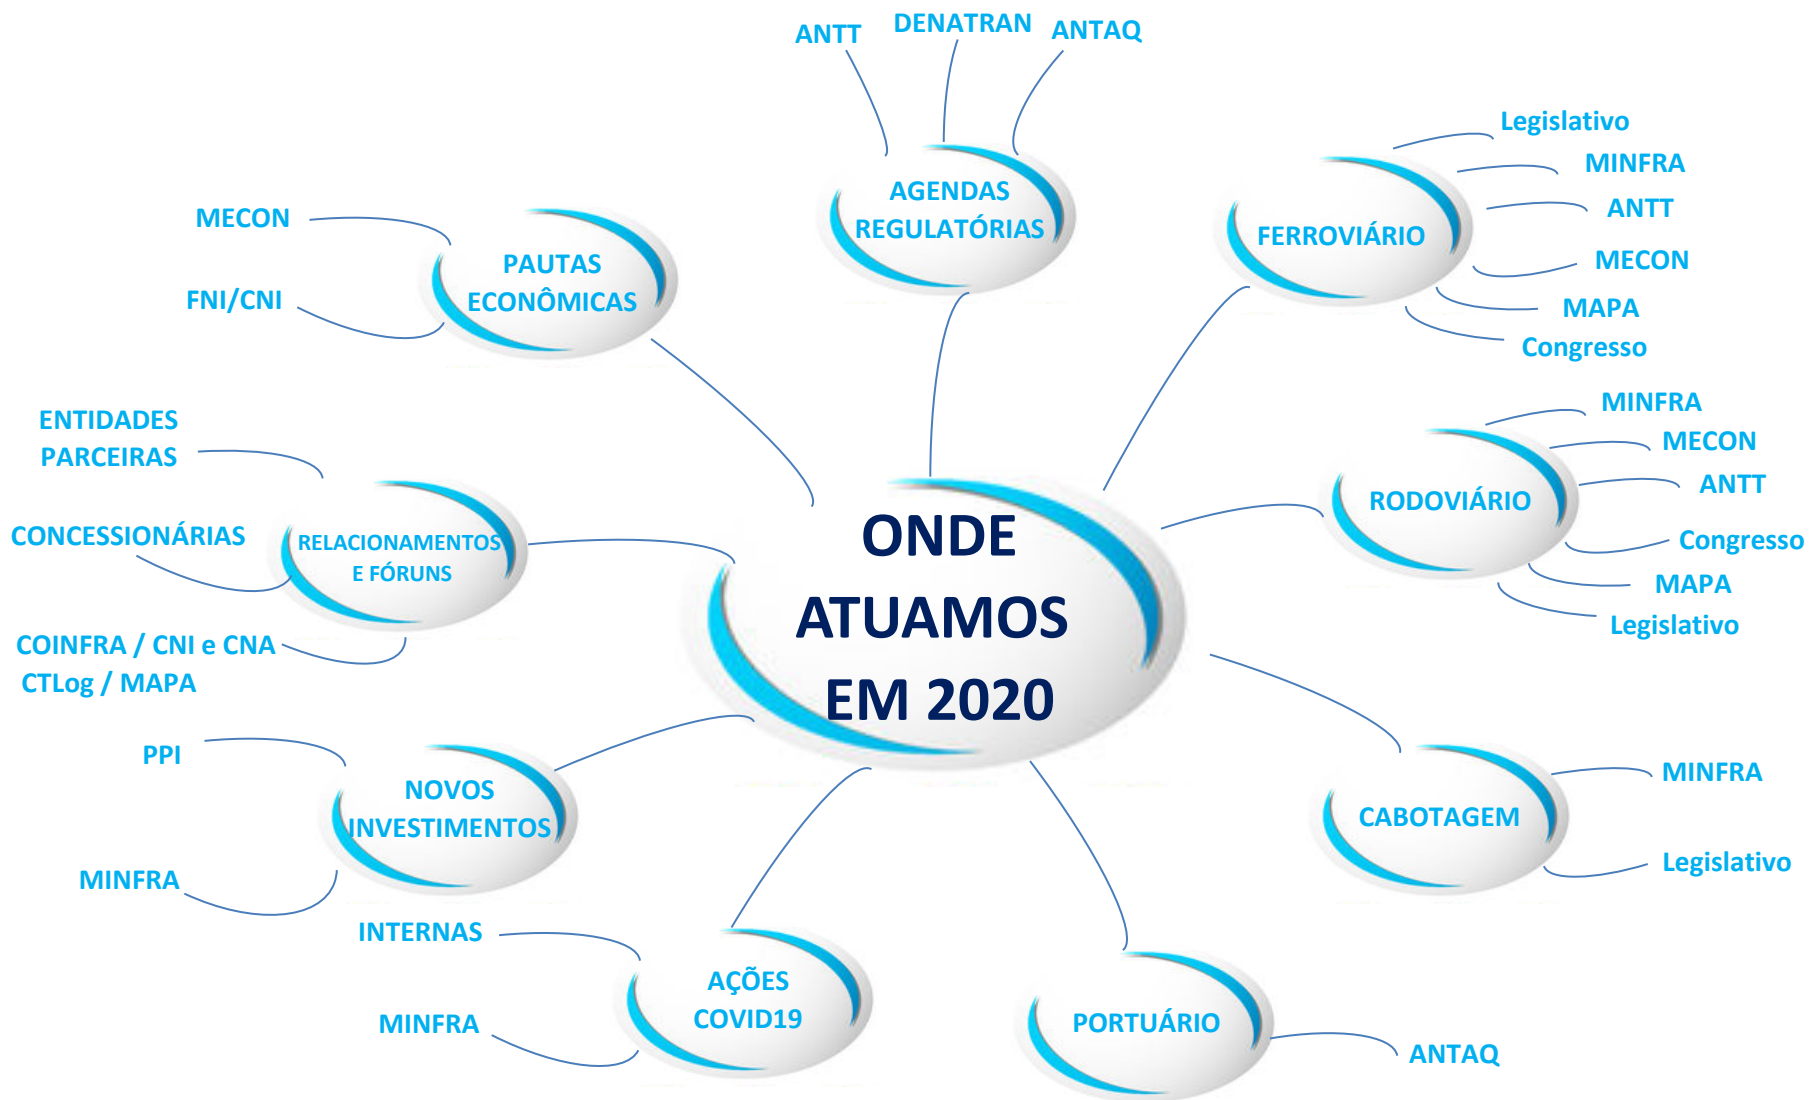 ANTT
DENATRAN
ANTAQ
AGENDAS
REGULATÓRIAS
Legislativo
MINFRA
ANTT
MECON
MAPA
Congresso
FERROVIÁRIO
MECON
FNI/CNI
PAUTAS
ECONÔMICAS
ENTIDADES
PARCEIRAS
CONCESSIONÁRIAS
COINFRA / CNI e CNA
CTLog / MAPA
RELACIONAMENTOS
E FÓRUNS
ONDE
ATUAMOS
EM 2020
MINFRA
MECON
ANTT
Congresso
MAPA
Legislativo
RODOVIÁRIO
PPI
MINFRA
NOVOS
INVESTIMENTOS
CABOTAGEM
MINFRA
Legislativo
INTERNAS
MINFRA
AÇÕES
COVID19
PORTUÁRIO
ANTAQ